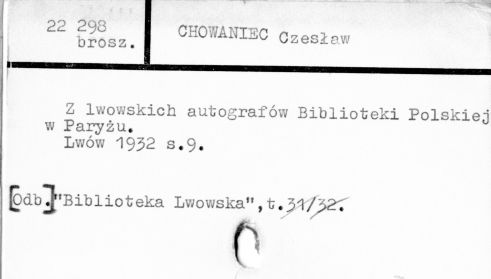 22 298
brosz.
CHOWANIEC Czesław
Z lwowskich autografów Biblioteki Polskiej
w Paryżu.
Lwów 1932 s.9.
[Odb.]"Biblioteka Lwowska",t.31/32.